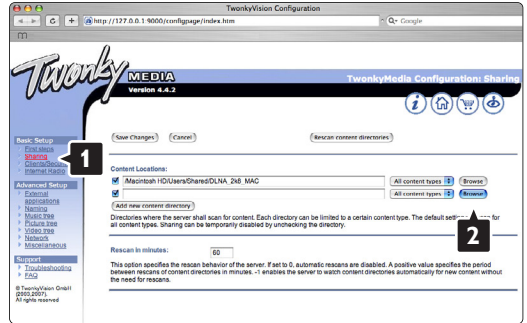 TwonkyVision Configuration
http://127.0.0.1:9000/configpage/index.htm
Google
Twonky MEDIA
Version 4.4.2
TwonkyMedia Configuration: Sharing
Basic Setup
First steps
Sharing
Clients/Security
Internet Radio
1
Advanced Setup
External applications
Naming
Music tree
Picture tree
Video tree
Network
Miscellaneous
Support
Troubleshooting
FAQ
© TwonkyVision GmbH
(2003,2007).
All rights reserved
Save Changes Cancel Rescan content directories
Content Locations:
/Macintosh HD/Users/Shared/DLNA_2k8_MAC All content types Browse
All content types Browse
Add new content directory
2
Directories where the server shall scan for content. Each directory can be limited to a certain content type. The default
all content types. Sharing can be temporarily disabled by unchecking the directory.
Rescan in minutes: 60
This option specifies the rescan behavior of the server. If set to 0, automatic rescans are disabled. A positive value specifies the period
between rescans of content directories in minutes. -1 enables the server to watch content directories automatically for new content without
the need for rescans.